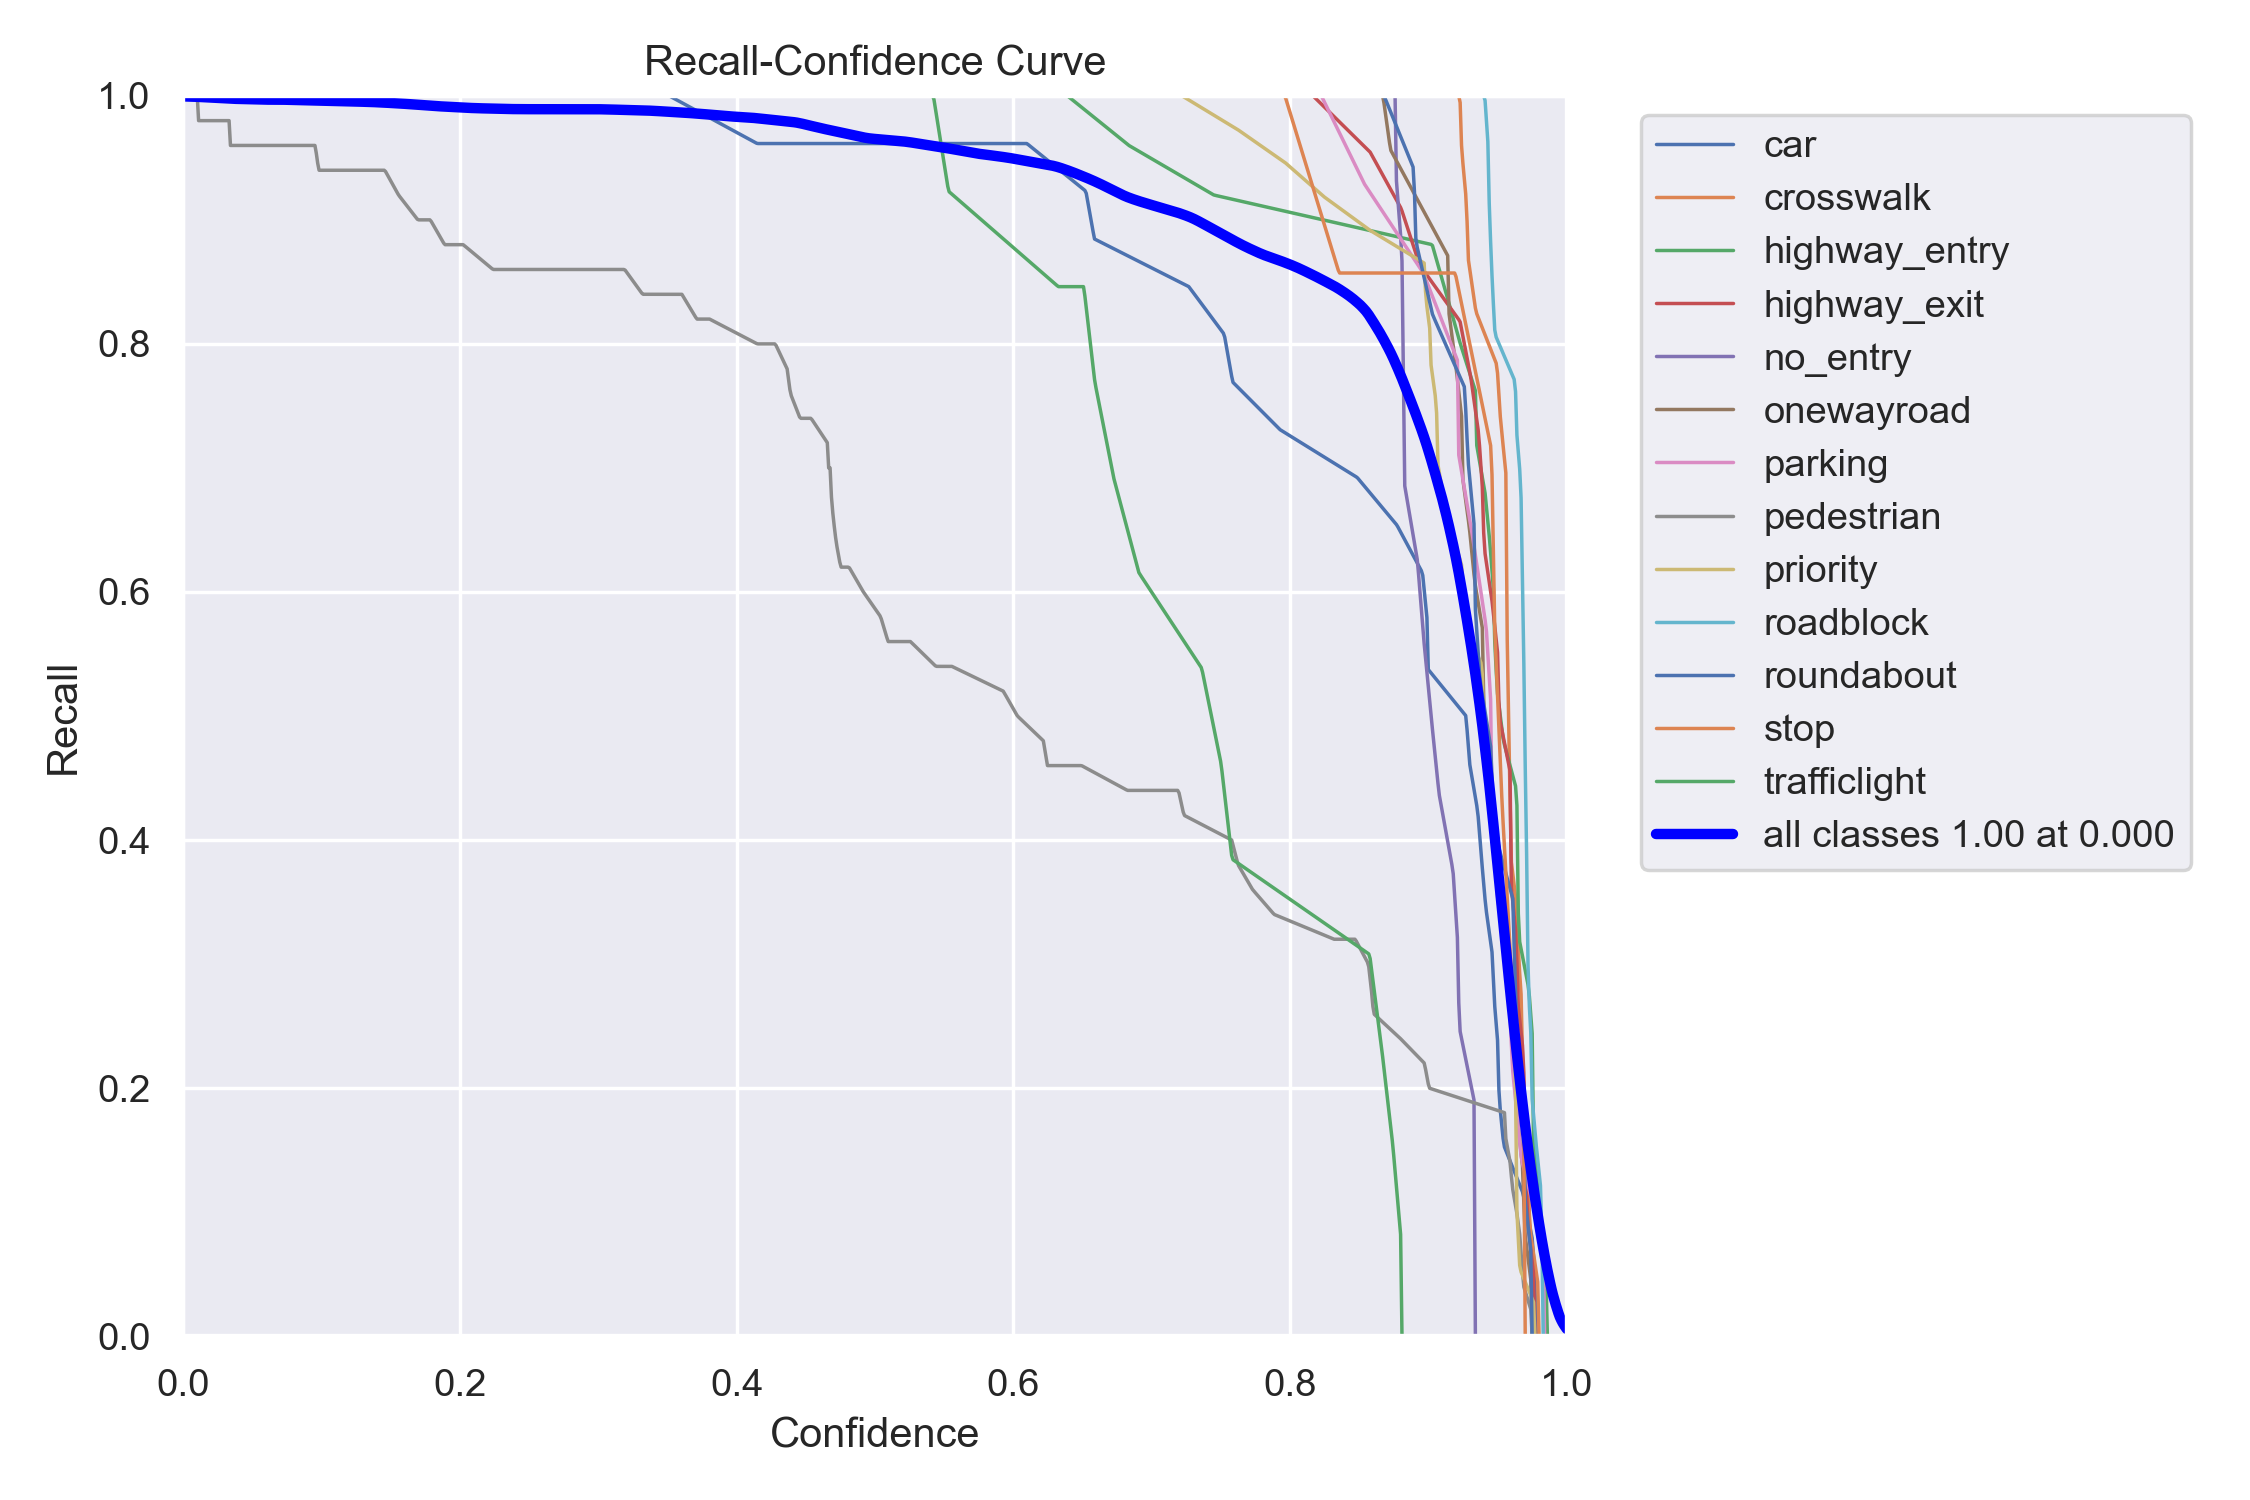 Recall-Confidence Curve
1.0
0.8
0.6
0.4
0.2
0.0
Recall
0.0 0.2 0.4 0.6 0.8 1.0
Confidence
car
crosswalk
highway_entry
highway_exit
no_entry
onewayroad
parking
pedestrian
priority
roadblock
roundabout
stop
trafficlight
all classes 1.00 at 0.000